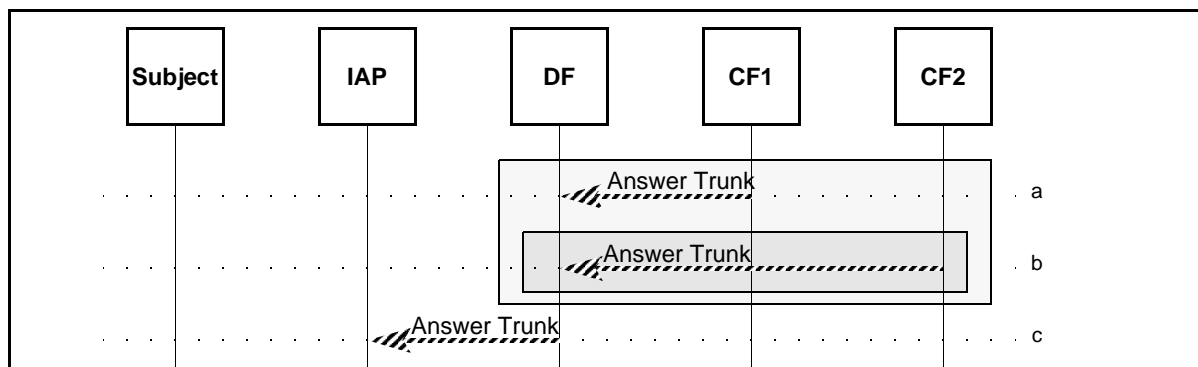 Subject IAP DF CF1 CF2
Answer Trunk a
Answer Trunk b
Answer Trunk c